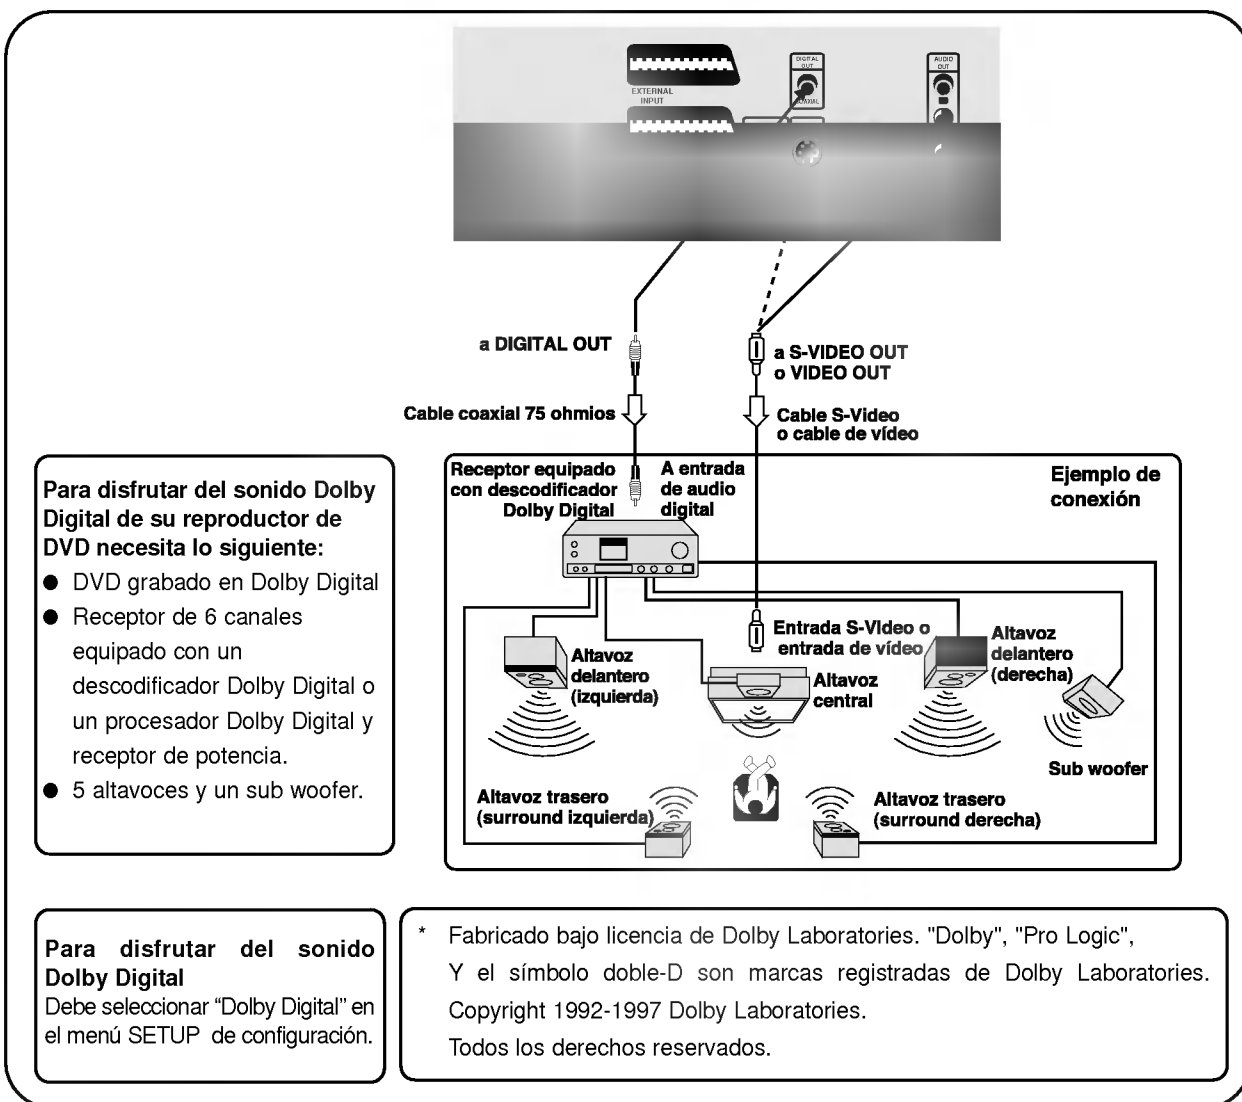 DIGITAL
OUT
AUDIO
OUT
EXTERNAL
INPUT
a DIGITAL OUT
a S-VIDEO OUT
o VIDEO OUT
Cable coaxial 75 ohmios
Cable S-Video
o cable de vídeo
Para disfrutar del sonido Dolby
Digital de su reproductor de
DVD necesita lo siguiente:
● DVD grabado en Dolby Digital
● Receptor de 6 canales
equipado con un
descodificador Dolby Digital o
un procesador Dolby Digital y
receptor de potencia.
● 5 altavoces y un sub woofer.
Receptor equipado
con descodificador
Dolby Digital
A entrada
de audio
digital
Ejemplo de
conexión
Entrada S-VIdeo o
entrada de vídeo
Altavoz
delantero
(izquierda)
Altavoz
central
Altavoz
delantero
(derecha)
Sub woofer
Altavoz trasero
(surround izquierda)
Altavoz trasero
(surround derecha)
Para disfrutar del sonido
Dolby Digital
Debe seleccionar “Dolby Digital” en
el menú SETUP de configuración.
* Fabricado bajo licencia de Dolby Laboratories. "Dolby", "Pro Logic",
Y el símbolo doble-D son marcas registradas de Dolby Laboratories.
Copyright 1992-1997 Dolby Laboratories.
Todos los derechos reservados.